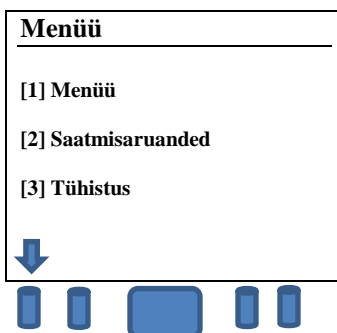 Menüü
[1] Menüü
[2] Saatmisaruanded
[3] Tühistus